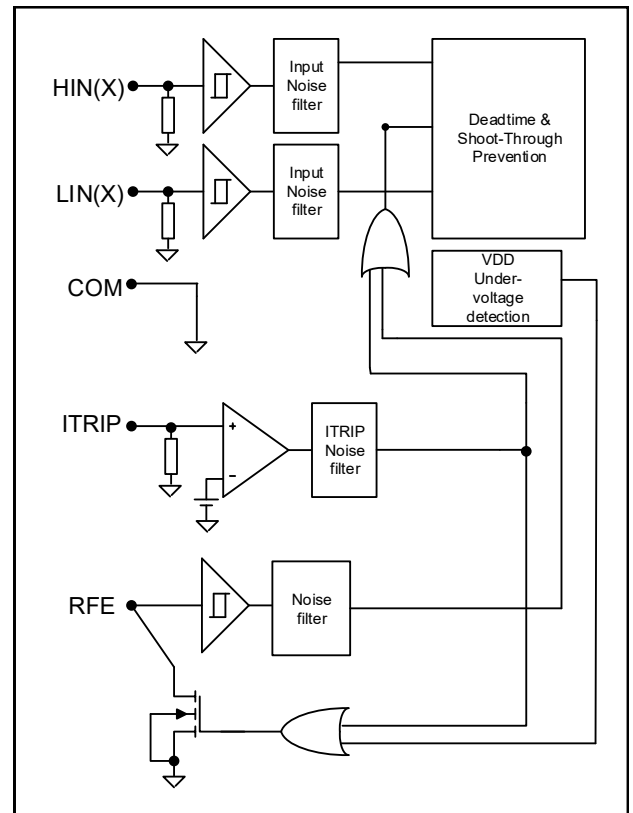 HIN(X)
Input
Noise
filter
Deadtime &
Shoot-Through
Prevention
LIN(X)
Input
Noise
filter
COM
VDD
Under-
voltage
detection
ITRIP
+
−
ITRIP
Noise
filter
RFE
Noise
filter